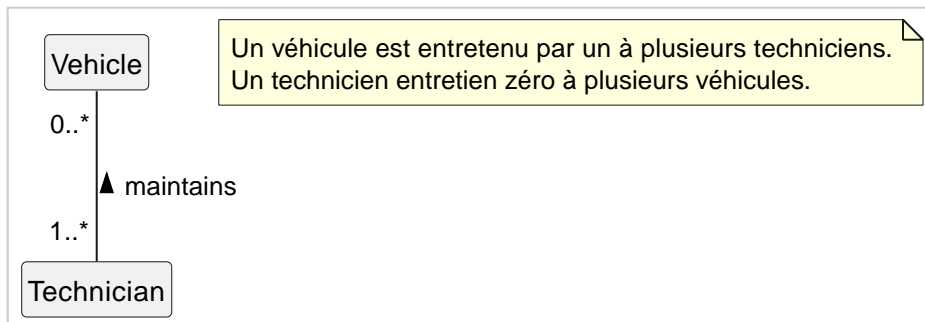 Vehicle
Un véhicule est entretenu par un à plusieurs techniciens.
Un technicien entretien zéro à plusieurs véhicules.
0..*
maintains
1..*
Technician